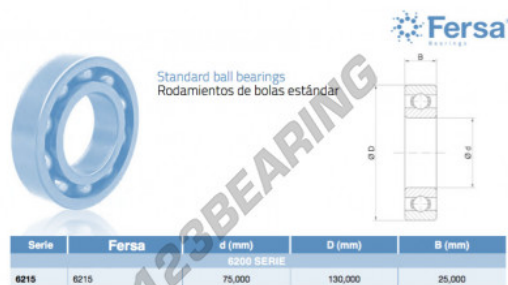 Fersa
Bearings
Standard ball bearings
Rodamientos de bolas estándar
B
Ø D
Ø d
123BEARING
Serie Fersa d (mm) D (mm) B (mm)
6200 SERIE
6215 6215 75,000 130,000 25,000